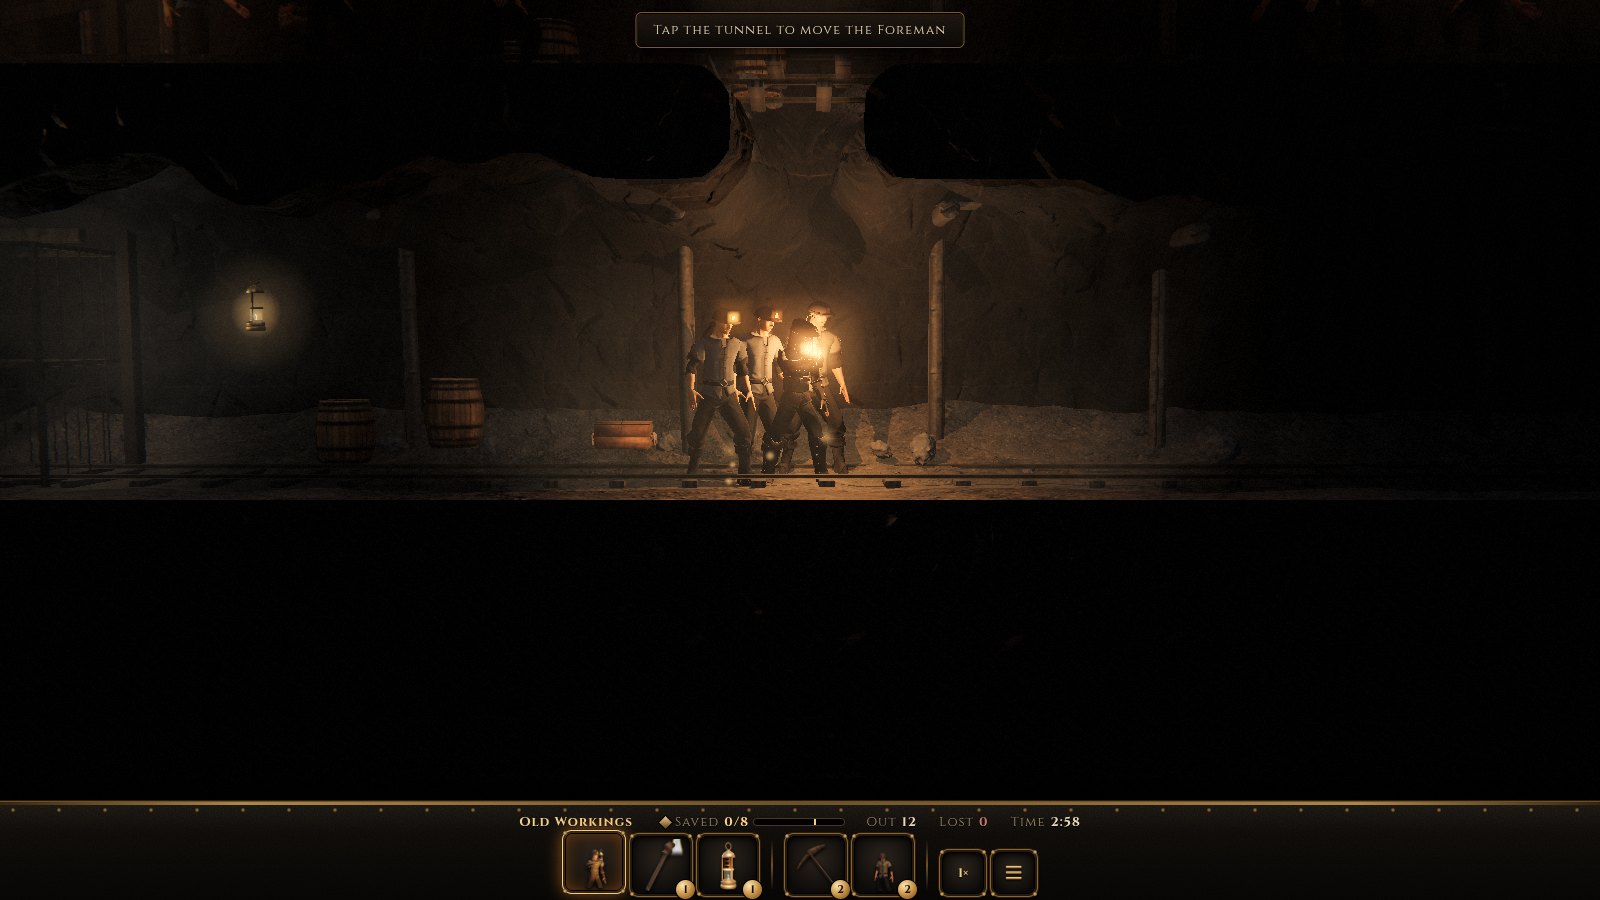 Tap the tunnel to move the Foreman
Old Workings Saved 0/8 Out 12 Lost 0 Time 2:58
1 1 2 2 1×